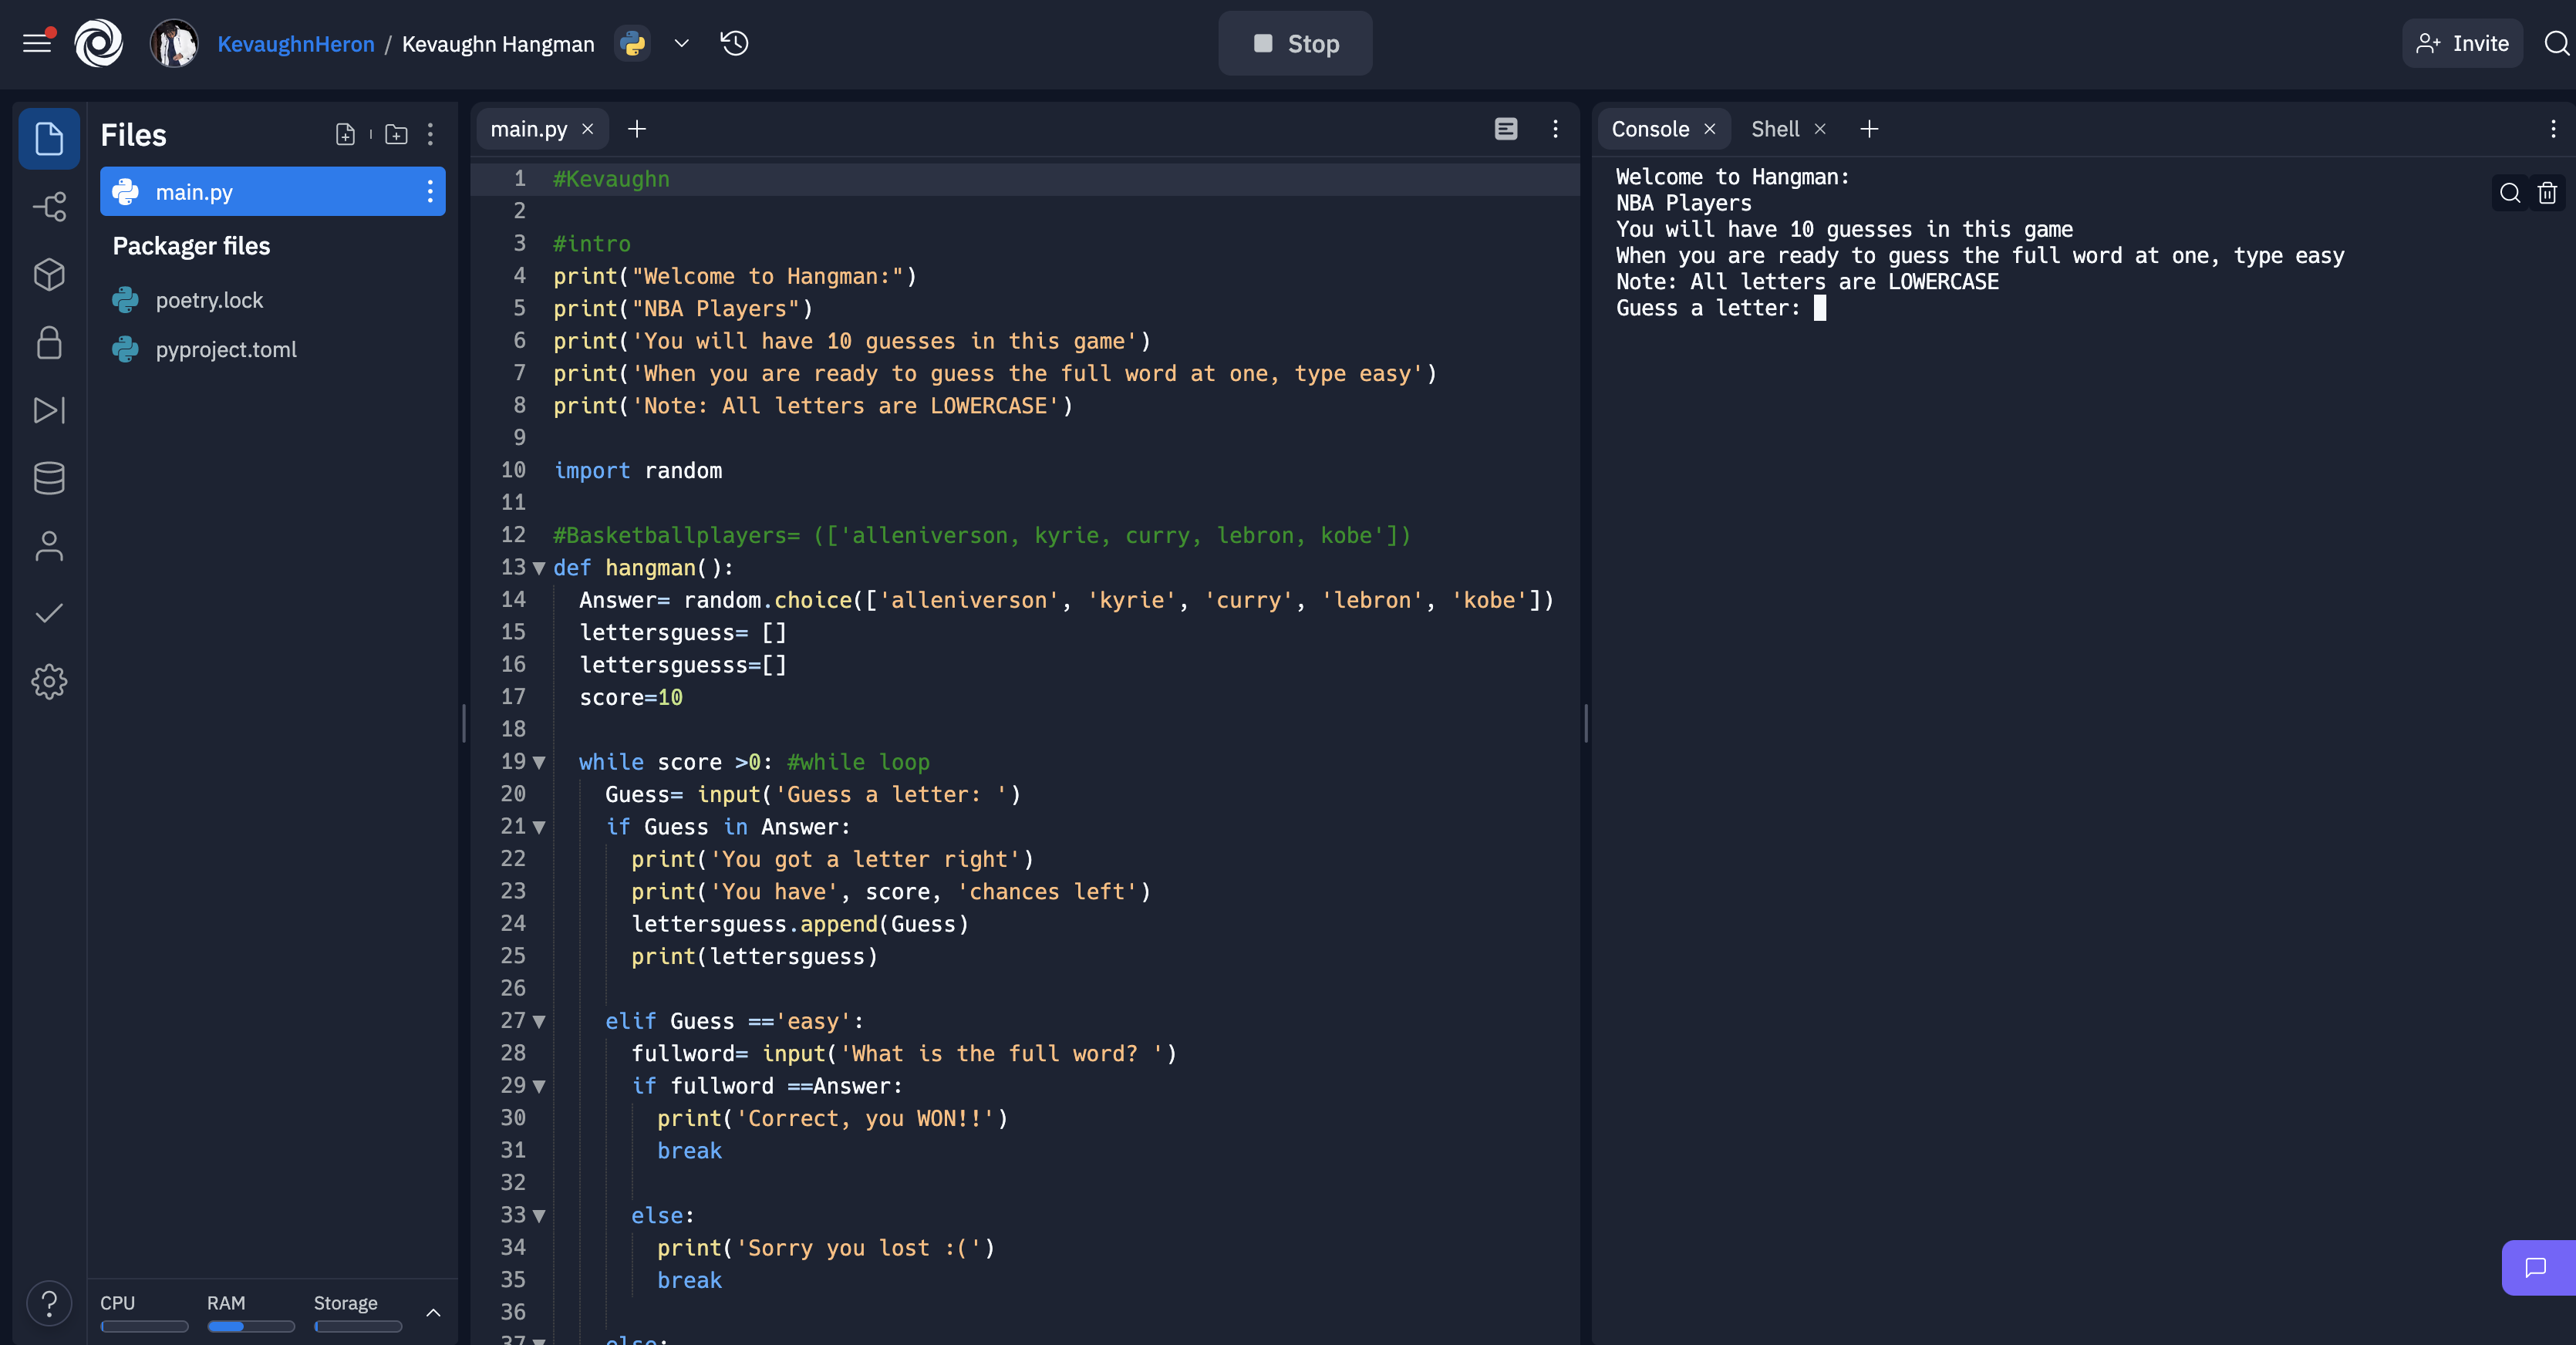 KevaughnHeron / Kevaughn Hangman
Stop
Invite
Files
main.py
Packager files
poetry.lock
pyproject.toml
CPU RAM Storage
main.py
1 #Kevaughn
2
3 #intro
4 print("Welcome to Hangman:")
5 print("NBA Players")
6 print('You will have 10 guesses in this game')
7 print('When you are ready to guess the full word at one, type easy')
8 print('Note: All letters are LOWERCASE')
9
10 import random
11
12 #Basketballplayers= (['alleniverson, kyrie, curry, lebron, kobe'])
13 def hangman():
14 Answer= random.choice(['alleniverson', 'kyrie', 'curry', 'lebron', 'kobe'])
15 lettersguess= []
16 lettersguesss=[]
17 score=10
18
19 while score >0: #while loop
20 Guess= input('Guess a letter: ')
21 if Guess in Answer:
22 print('You got a letter right')
23 print('You have', score, 'chances left')
24 lettersguess.append(Guess)
25 print(lettersguess)
26
27 elif Guess =='easy':
28 fullword= input('What is the full word? ')
29 if fullword ==Answer:
30 print('Correct, you WON!!')
31 break
32
33 else:
34 print('Sorry you lost :(')
35 break
36
37 else:
Console Shell
Welcome to Hangman:
NBA Players
You will have 10 guesses in this game
When you are ready to guess the full word at one, type easy
Note: All letters are LOWERCASE
Guess a letter: